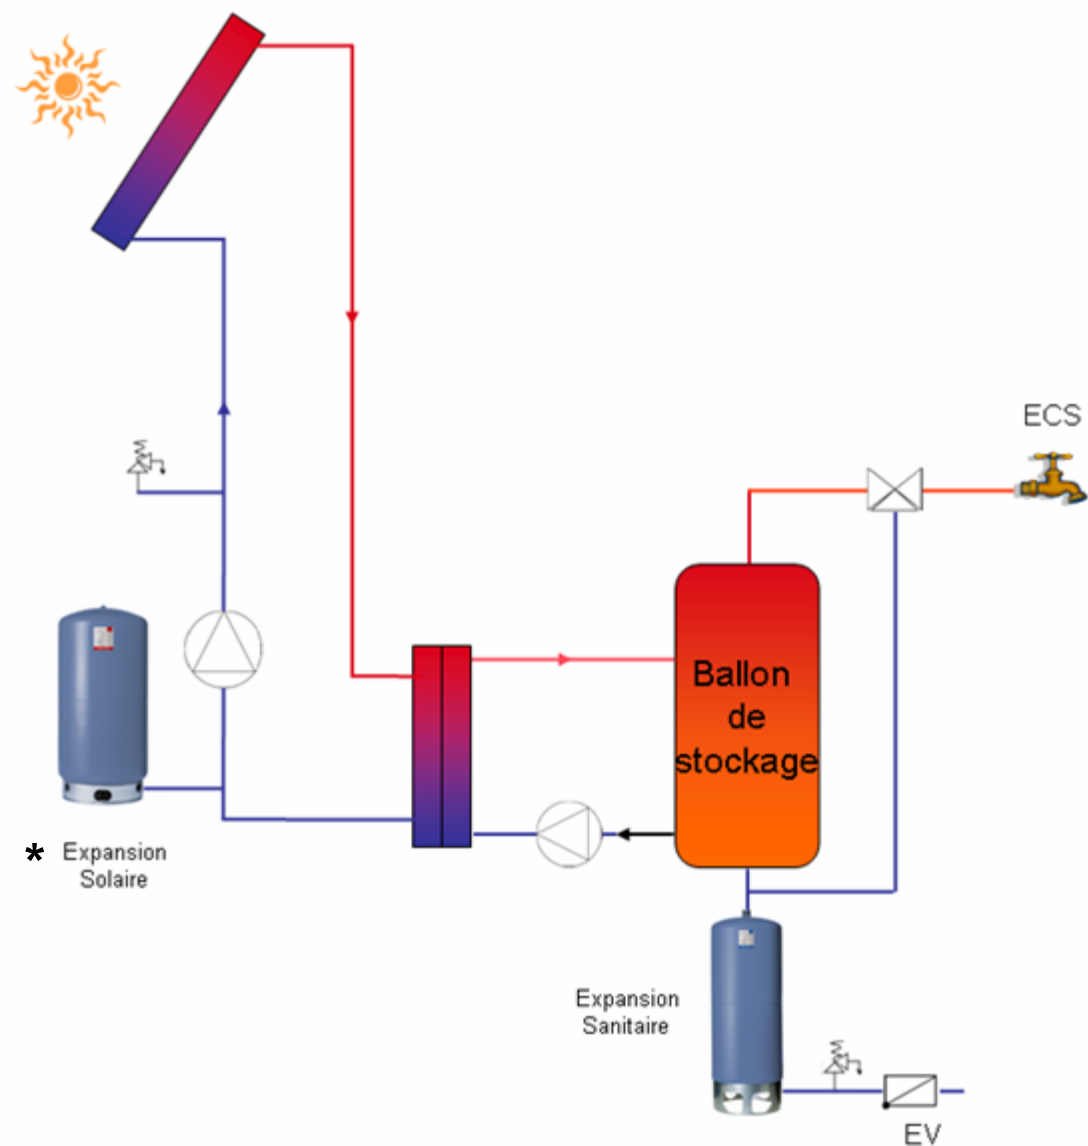 ECS
Ballon
de
stockage
* Expansion
Solaire
Expansion
Sanitaire
EV